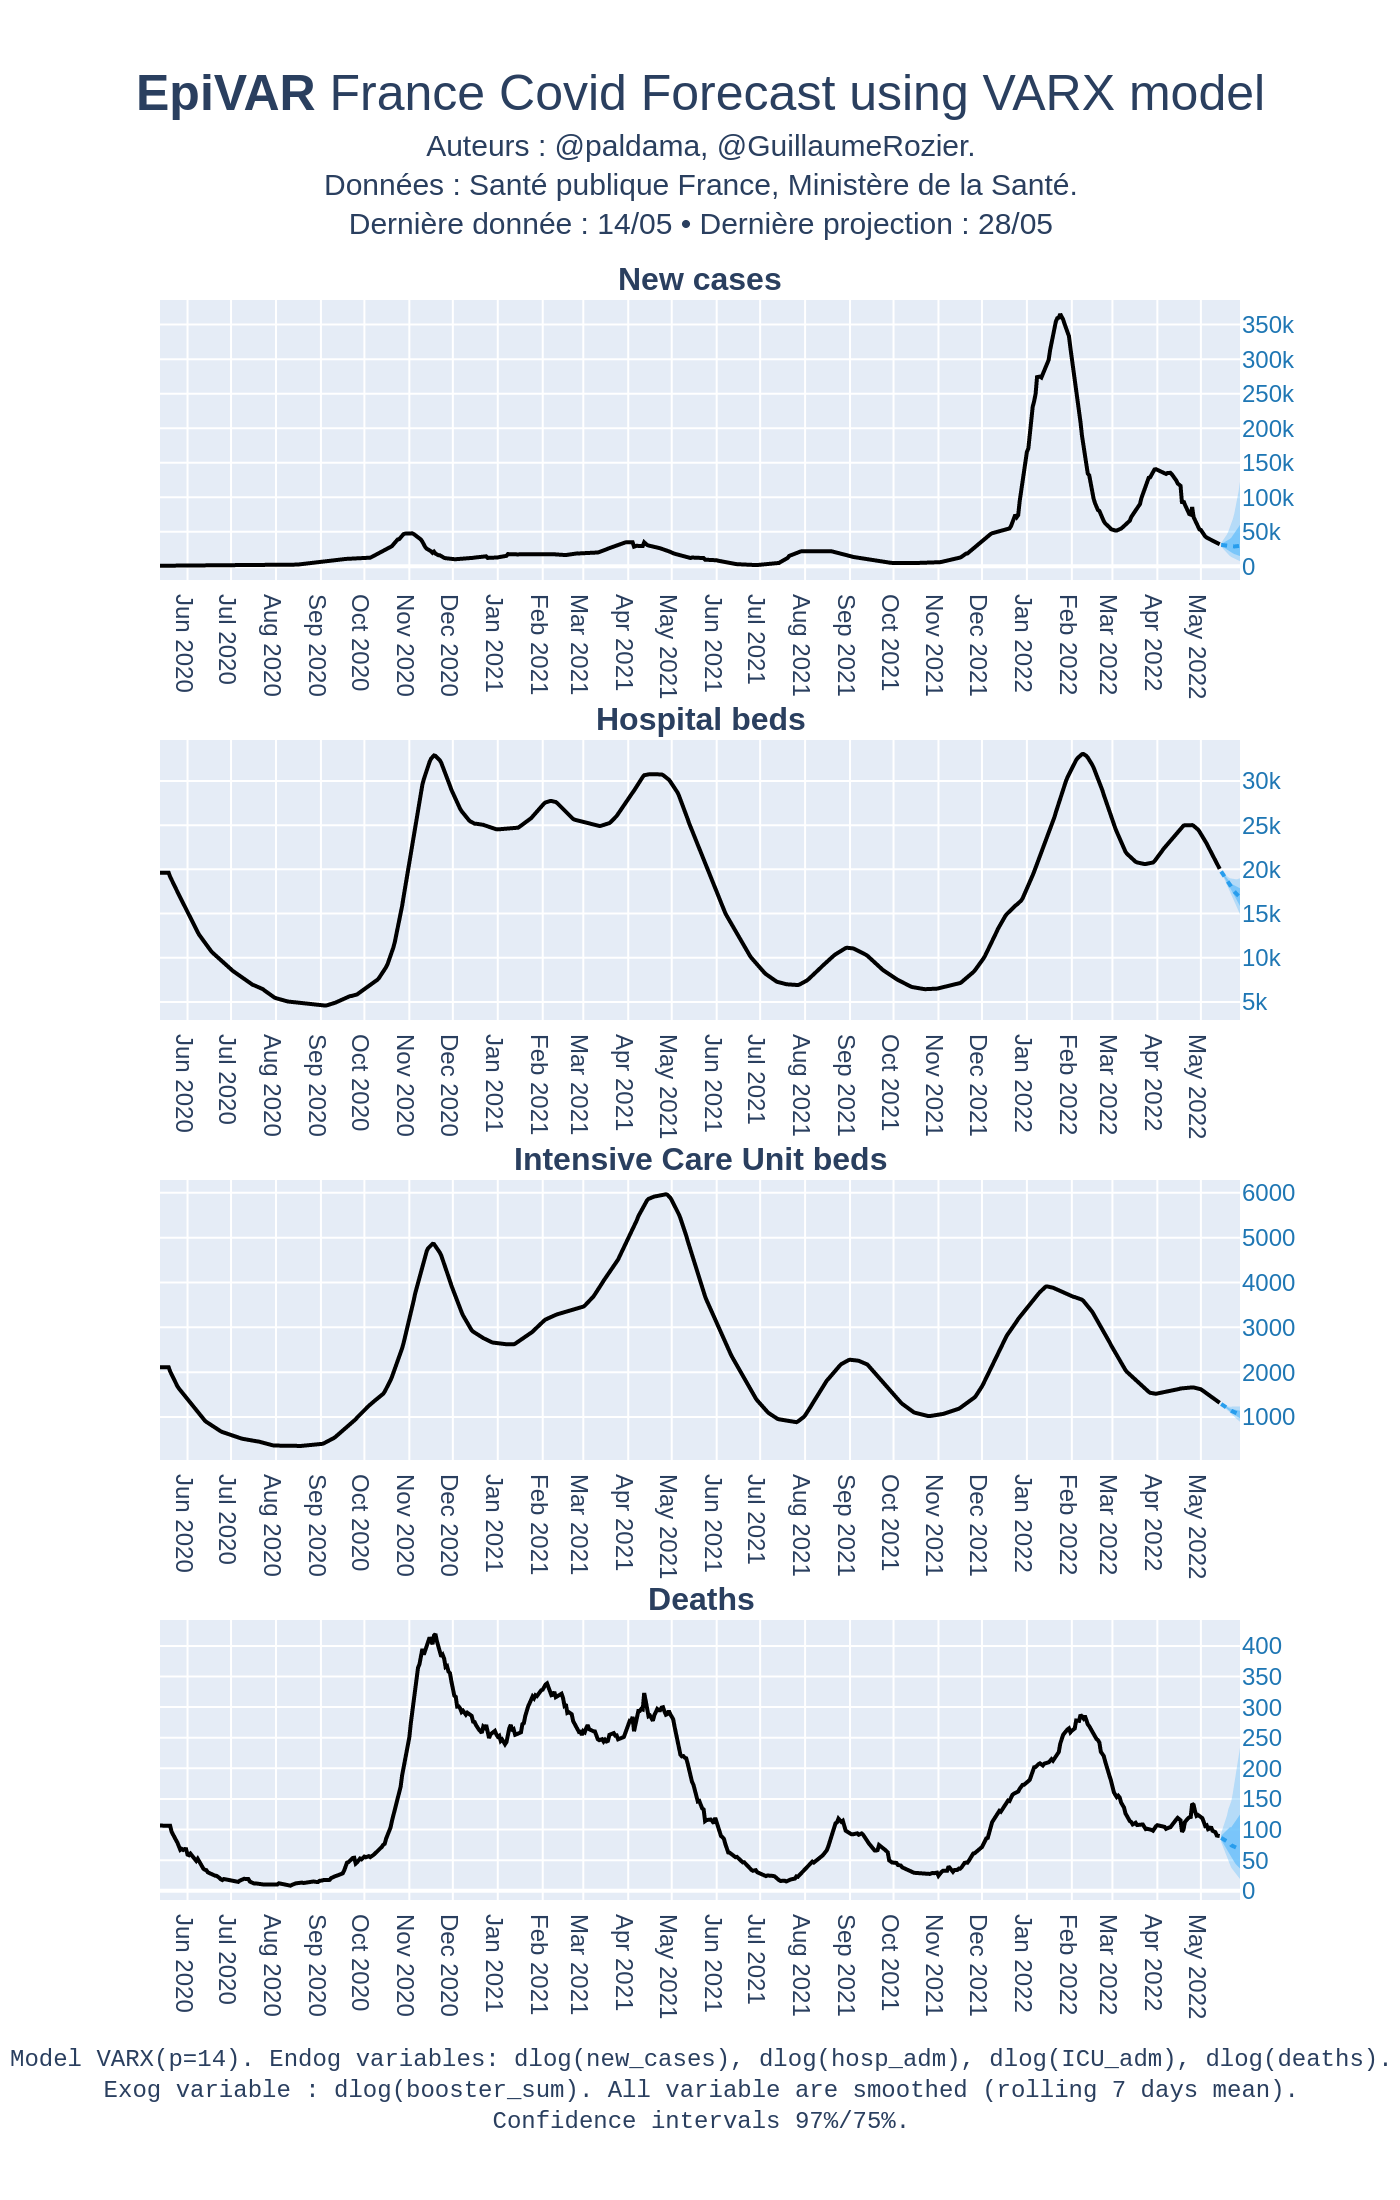 EpiVAR France Covid Forecast using VARX model
Auteurs : @paldama, @GuillaumeRozier.
Données : Santé publique France, Ministère de la Santé.
Dernière donnée : 14/05 • Dernière projection : 28/05
New cases
350k
300k
250k
200k
150k
100k
50k
0
Jun 2020
Jul 2020
Aug 2020
Sep 2020
Oct 2020
Nov 2020
Dec 2020
Jan 2021
Feb 2021
Mar 2021
Apr 2021
May 2021
Jun 2021
Jul 2021
Aug 2021
Sep 2021
Oct 2021
Nov 2021
Dec 2021
Jan 2022
Feb 2022
Mar 2022
Apr 2022
May 2022
Hospital beds
30k
25k
20k
15k
10k
5k
Jun 2020
Jul 2020
Aug 2020
Sep 2020
Oct 2020
Nov 2020
Dec 2020
Jan 2021
Feb 2021
Mar 2021
Apr 2021
May 2021
Jun 2021
Jul 2021
Aug 2021
Sep 2021
Oct 2021
Nov 2021
Dec 2021
Jan 2022
Feb 2022
Mar 2022
Apr 2022
May 2022
Intensive Care Unit beds
6000
5000
4000
3000
2000
1000
Jun 2020
Jul 2020
Aug 2020
Sep 2020
Oct 2020
Nov 2020
Dec 2020
Jan 2021
Feb 2021
Mar 2021
Apr 2021
May 2021
Jun 2021
Jul 2021
Aug 2021
Sep 2021
Oct 2021
Nov 2021
Dec 2021
Jan 2022
Feb 2022
Mar 2022
Apr 2022
May 2022
Deaths
400
350
300
250
200
150
100
50
0
Jun 2020
Jul 2020
Aug 2020
Sep 2020
Oct 2020
Nov 2020
Dec 2020
Jan 2021
Feb 2021
Mar 2021
Apr 2021
May 2021
Jun 2021
Jul 2021
Aug 2021
Sep 2021
Oct 2021
Nov 2021
Dec 2021
Jan 2022
Feb 2022
Mar 2022
Apr 2022
May 2022
Model VARX(p=14). Endog variables: dlog(new_cases), dlog(hosp_adm), dlog(ICU_adm), dlog(deaths).
Exog variable : dlog(booster_sum). All variable are smoothed (rolling 7 days mean).
Confidence intervals 97%/75%.